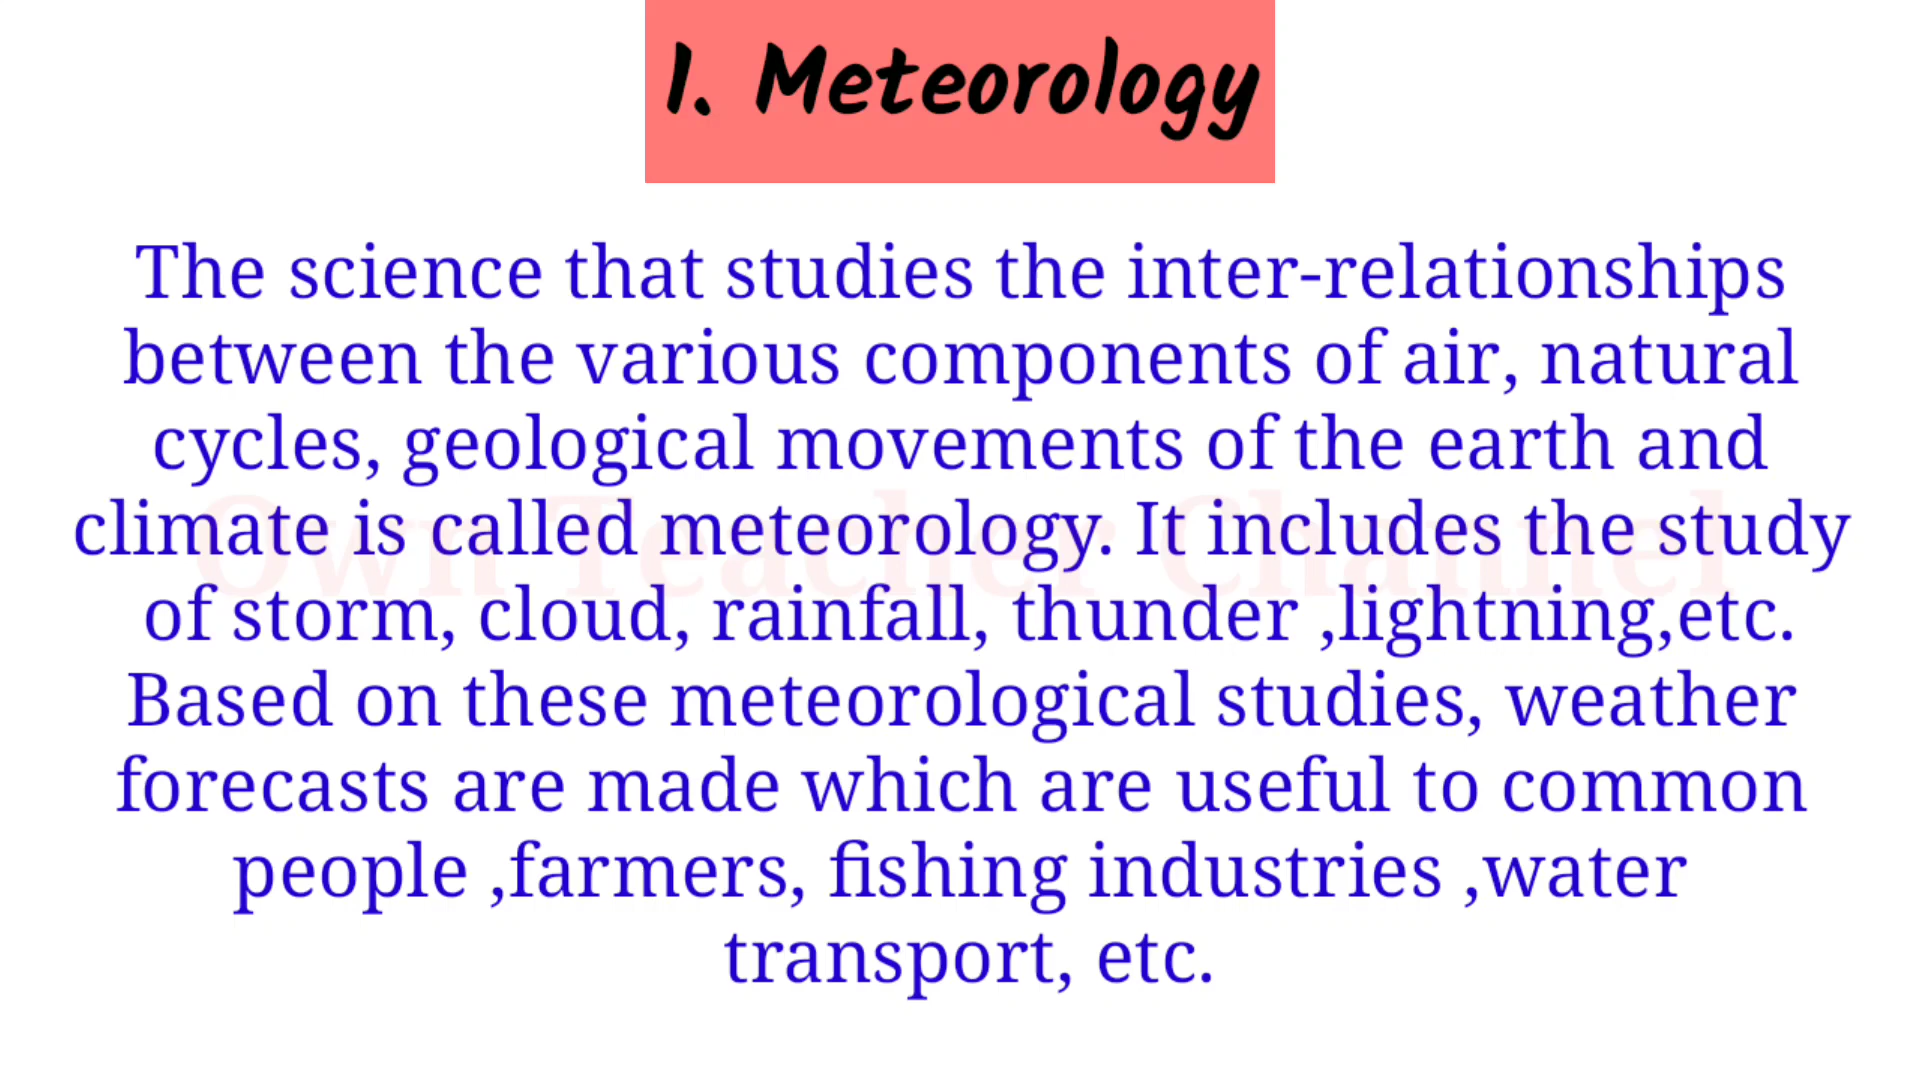 1. Meteorology
The science that studies the inter-relationships
between the various components of air, natural
cycles, geological movements of the earth and
climate is called meteorology. It includes the study
of storm, cloud, rainfall, thunder ,lightning,etc.
Based on these meteorological studies, weather
forecasts are made which are useful to common
people ,farmers, fishing industries ,water
transport, etc.
Own Teacher Channel